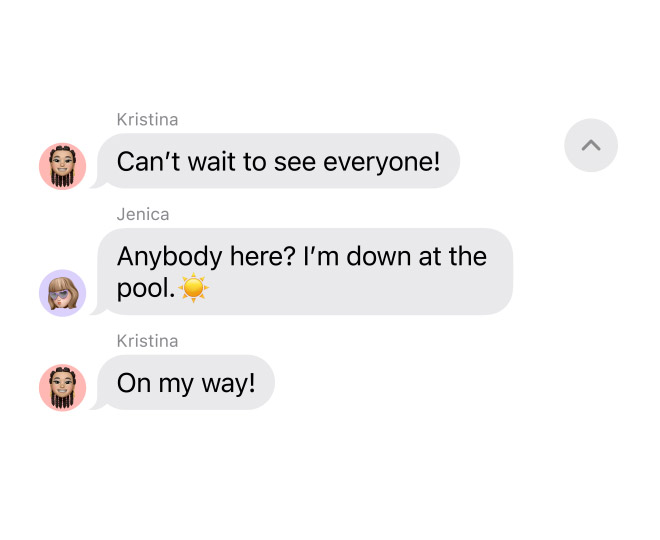 Kristina
Can’t wait to see everyone!
Jenica
Anybody here? I’m down at the
pool.☀️
Kristina
On my way!